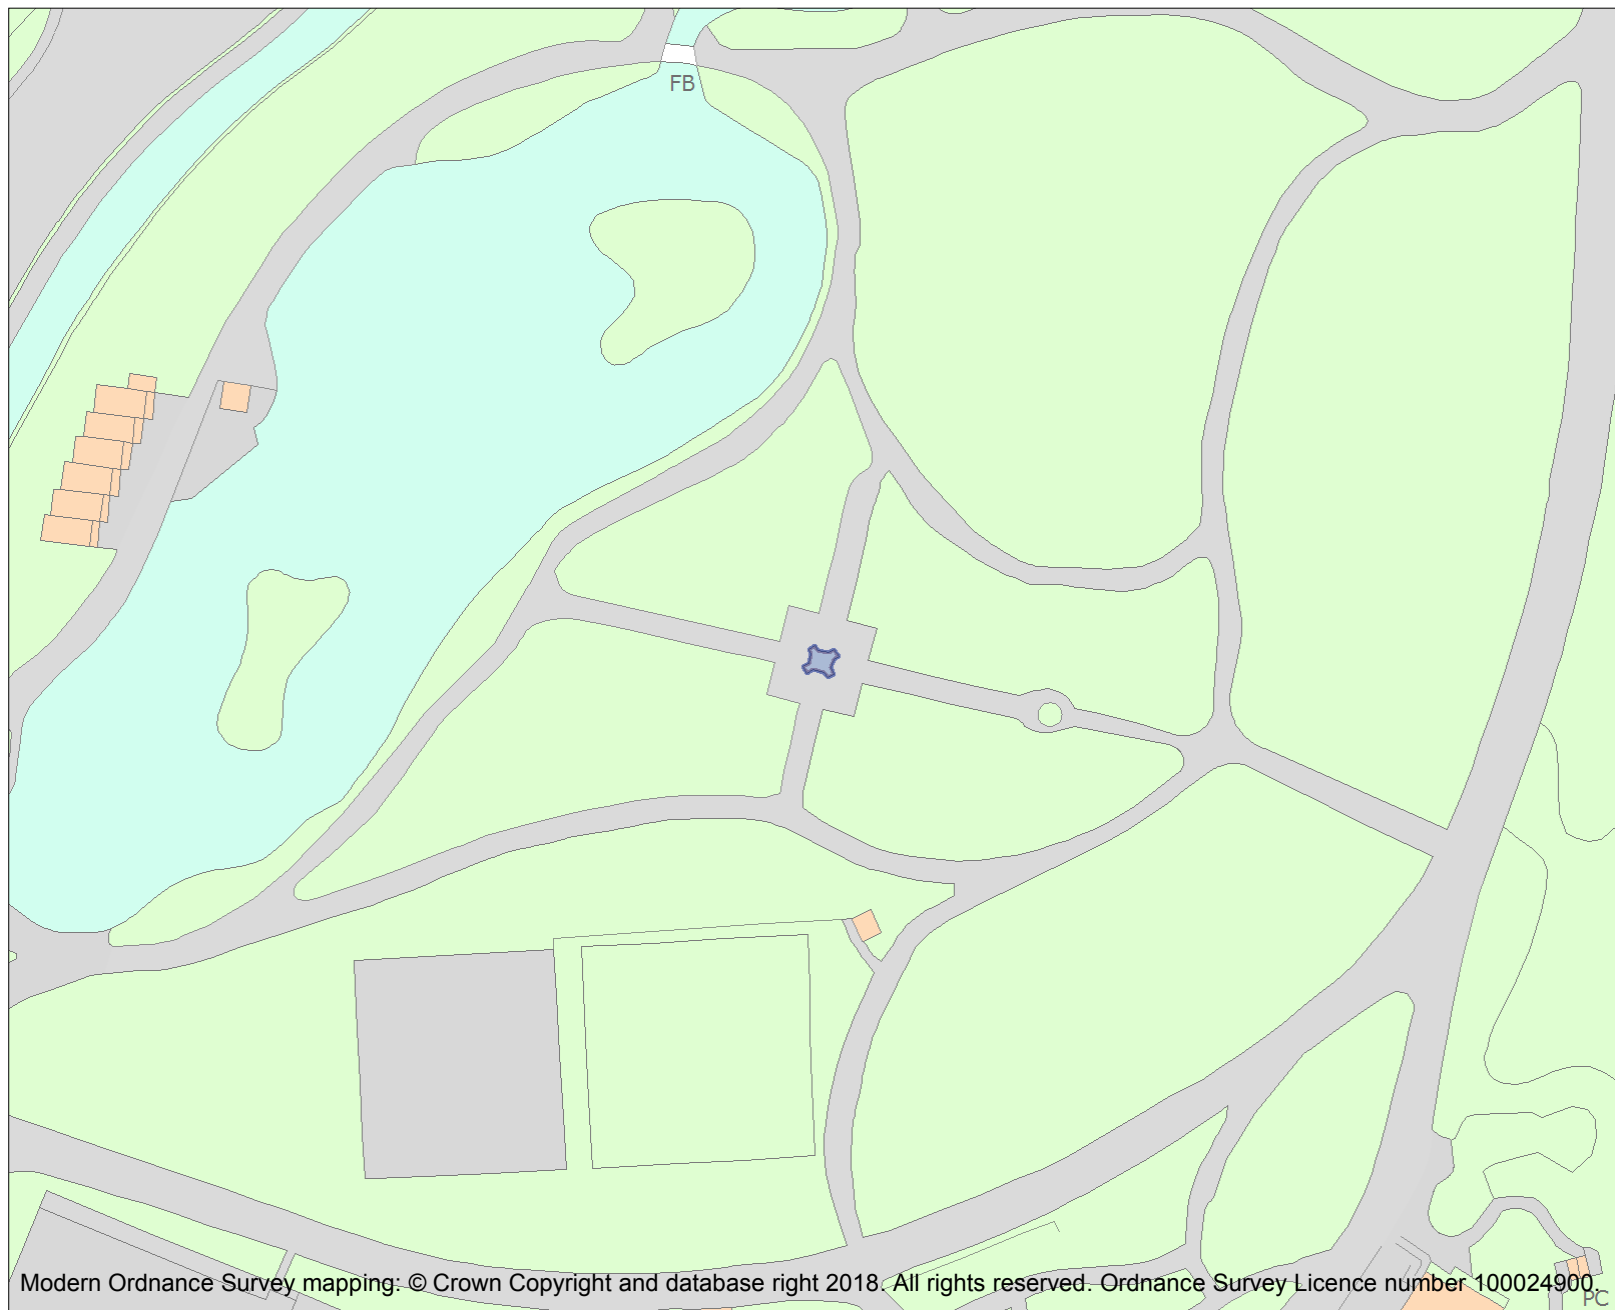 FB
Modern Ordnance Survey mapping: © Crown Copyright and database right 2018. All rights reserved. Ordnance Survey Licence number 100024900.
PC